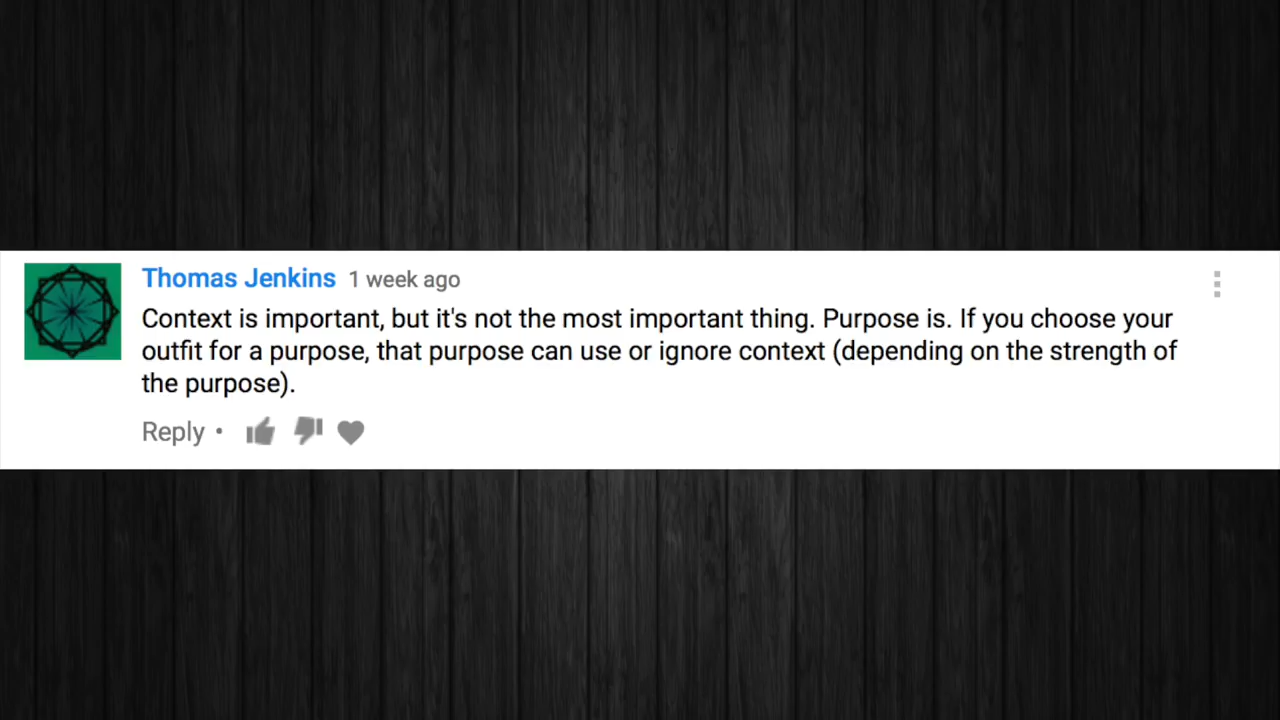 Thomas Jenkins 1 week ago
Context is important, but it's not the most important thing. Purpose is. If you choose your
outfit for a purpose, that purpose can use or ignore context (depending on the strength of
the purpose).
Reply •